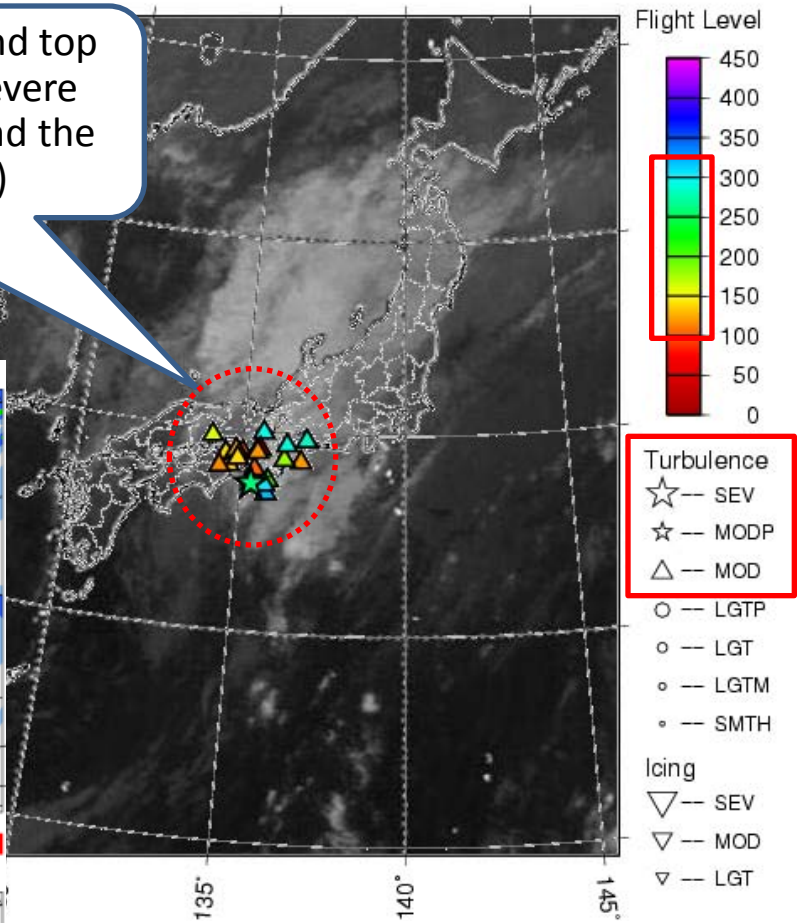 nd top
evere
nd the
)
Flight Level
450
400
350
300
250
200
150
100
50
0
Turbulence
-- SEV
-- MODP
-- MOD
-- LGTP
-- LGT
-- LGTM
-- SMTH
Icing
-- SEV
-- MOD
-- LGT
135°
140°
145°